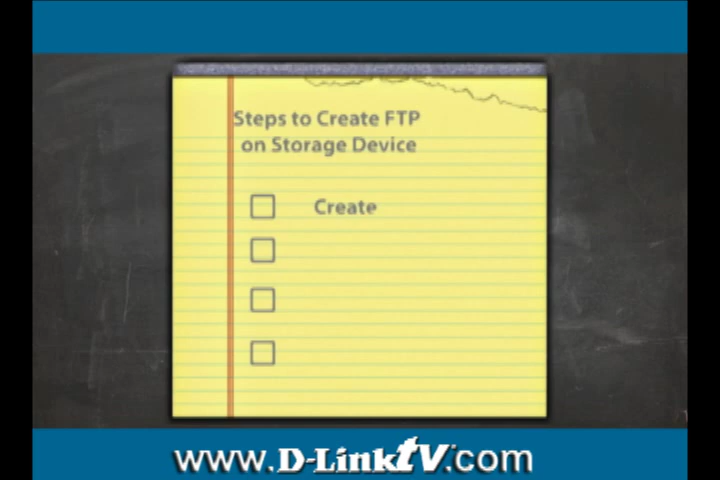 Steps to Create FTP
on Storage Device
Create
www.D-LinktV.com